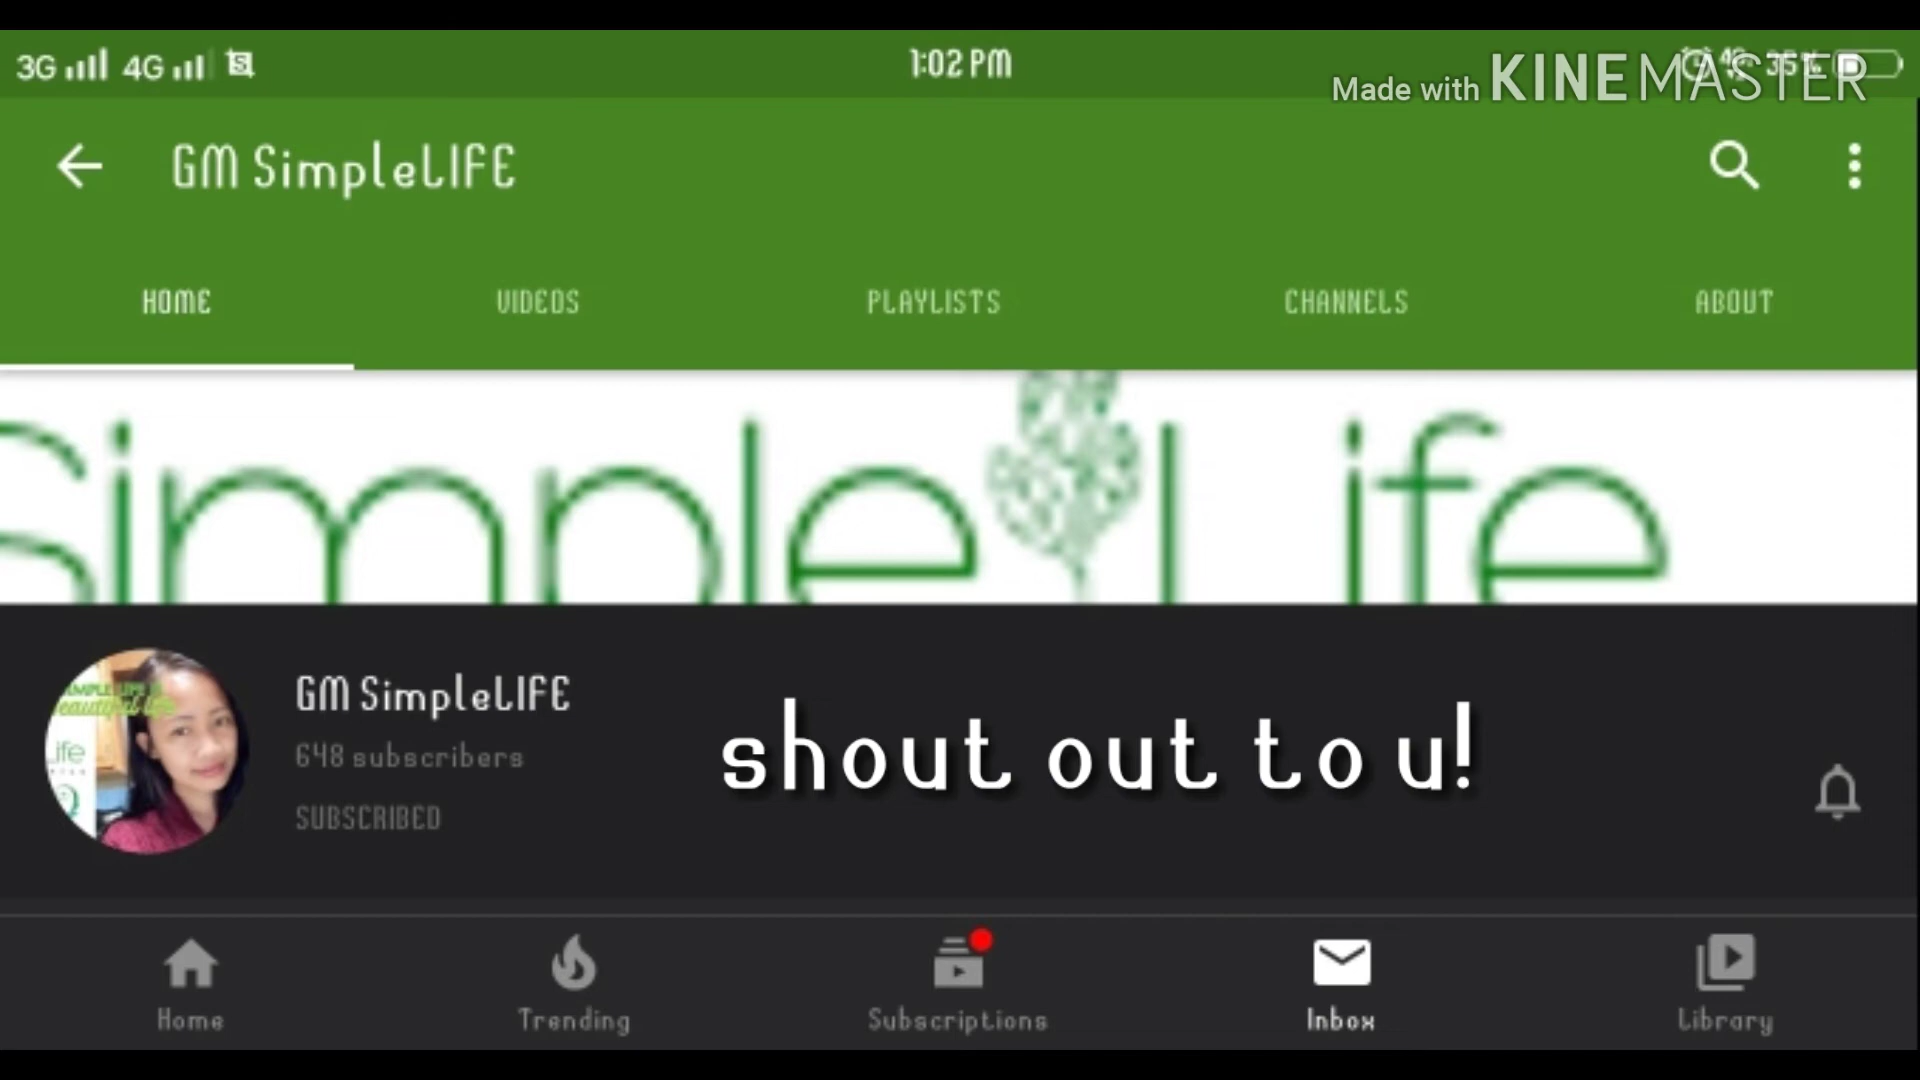 3G 4G 1:02 PM 35%
Made with KINEMASTER
GM SimpleLIFE
HOME VIDEOS PLAYLISTS CHANNELS ABOUT
Simple Life
GM SimpleLIFE
648 subscribers
SUBSCRIBED
shout out to u!
Home Trending Subscriptions Inbox Library